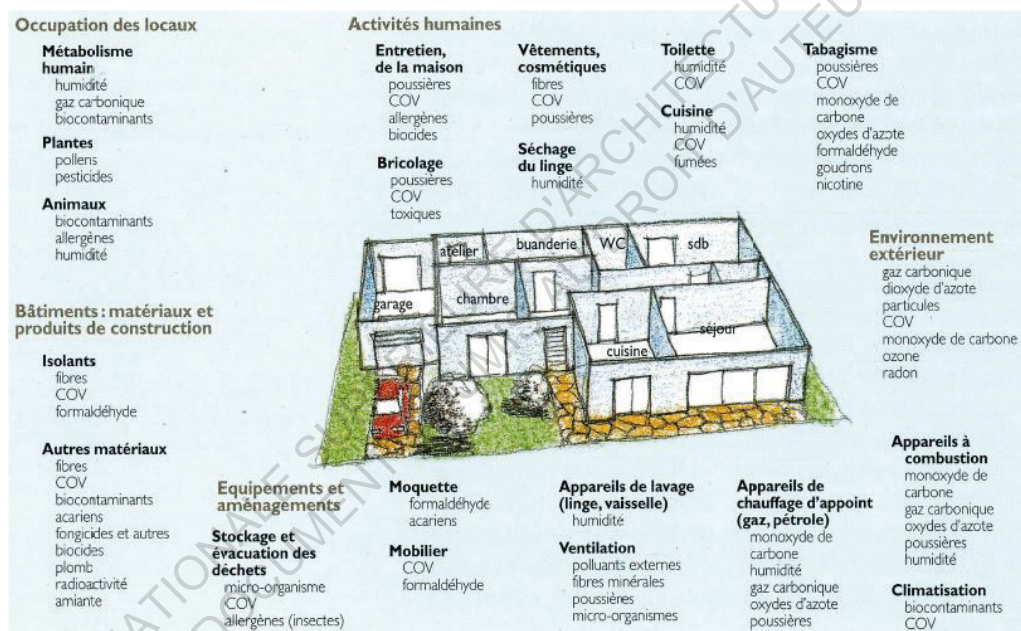 Occupation des locaux
Métabolisme
humain
humidité
gaz carbonique
biocontaminants
Plantes
pollens
pesticides
Animaux
biocontaminants
allergènes
humidité
Bâtiments : matériaux et
produits de construction
Isolants
fibres
COV
formaldéhyde
Autres matériaux
fibres
COV
biocontaminants
acariens
fongicides et autres
biocides
plomb
radioactivité
amiante
Activités humaines
Entretien,
de la maison
poussières
COV
allergènes
biocides
Bricolage
poussières
COV
toxiques
Vêtements,
cosmétiques
fibres
COV
poussières
Séchage
du linge
humidité
Toilette
humidité
COV
Cuisine
humidité
COV
fumées
Tabagisme
poussières
COV
monoxyde de
carbone
oxydes d'azote
formaldéhyde
goudrons
nicotine
atelier
buanderie
WC
sdb
garage
chambre
cuisine
séjour
Environnement
extérieur
gaz carbonique
dioxyde d'azote
particules
COV
monoxyde de carbone
ozone
radon
Equipements et
aménagements
Stockage et
évacuation des
déchets
micro-organisme
COV
allergènes (insectes)
Moquette
formaldéhyde
acariens
Mobilier
COV
formaldéhyde
Appareils de lavage
(linge, vaisselle)
humidité
Ventilation
polluants externes
fibres minérales
poussières
micro-organismes
Appareils de
chauffage d'appoint
(gaz, pétrole)
monoxyde de
carbone
humidité
gaz carbonique
oxydes d'azote
poussières
Appareils à
combustion
monoxyde de
carbone
gaz carbonique
oxydes d'azote
poussières
humidité
Climatisation
biocontaminants
COV